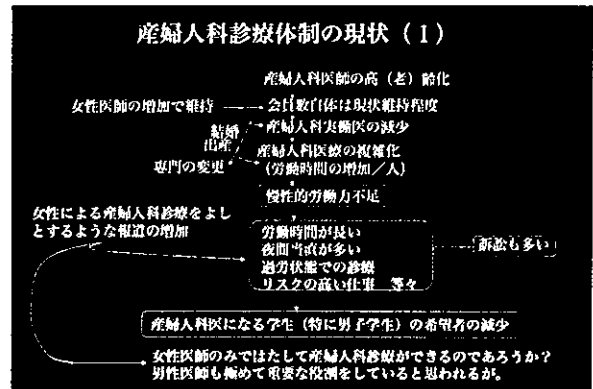 産婦人科診療体制の現状（1）
産婦人科医師の高（老）齢化
女性医師の増加で維持
会員数自体は現状維持程度
産婦人科実働医の減少
結婚
出産
産婦人科医療の複雑化
専門の変更
（労働時間の増加／人）
慢性的労働力不足
女性による産婦人科診療をよし
とするような報道の増加
労働時間が長い
夜間当直が多い
過労状態での診療
リスクの高い仕事　等々
訴訟も多い
産婦人科医になる学生（特に男子学生）の希望者の減少
女性医師のみではたして産婦人科診療ができるのであろうか？
男性医師も極めて重要な役割をしていると思われるが。